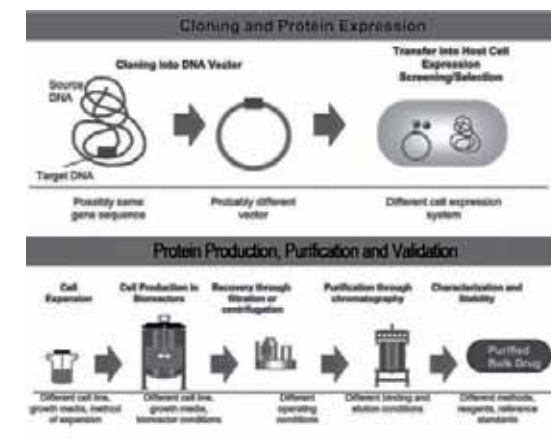 Cloning and Protein Expression
Cloning into DNA Vector
Transfer into Host Cell
Expression
Screening/Selection
Source
DNA
Target DNA
Possibly same
gene sequence
Probably different
vector
Different cell expression
system
Protein Production, Purification and Validation
Cell
Expansion
Cell Production in
Bioreactors
Recovery through
filtration or
centrifugation
Purification through
chromatography
Characterization and
Stability
Purified
Bulk Drug
Different cell line,
growth media, method
of expansion
Different cell line,
growth media,
bioreactor conditions
Different
operating
conditions
Different binding and
elution conditions
Different methods,
reagents, reference
standards